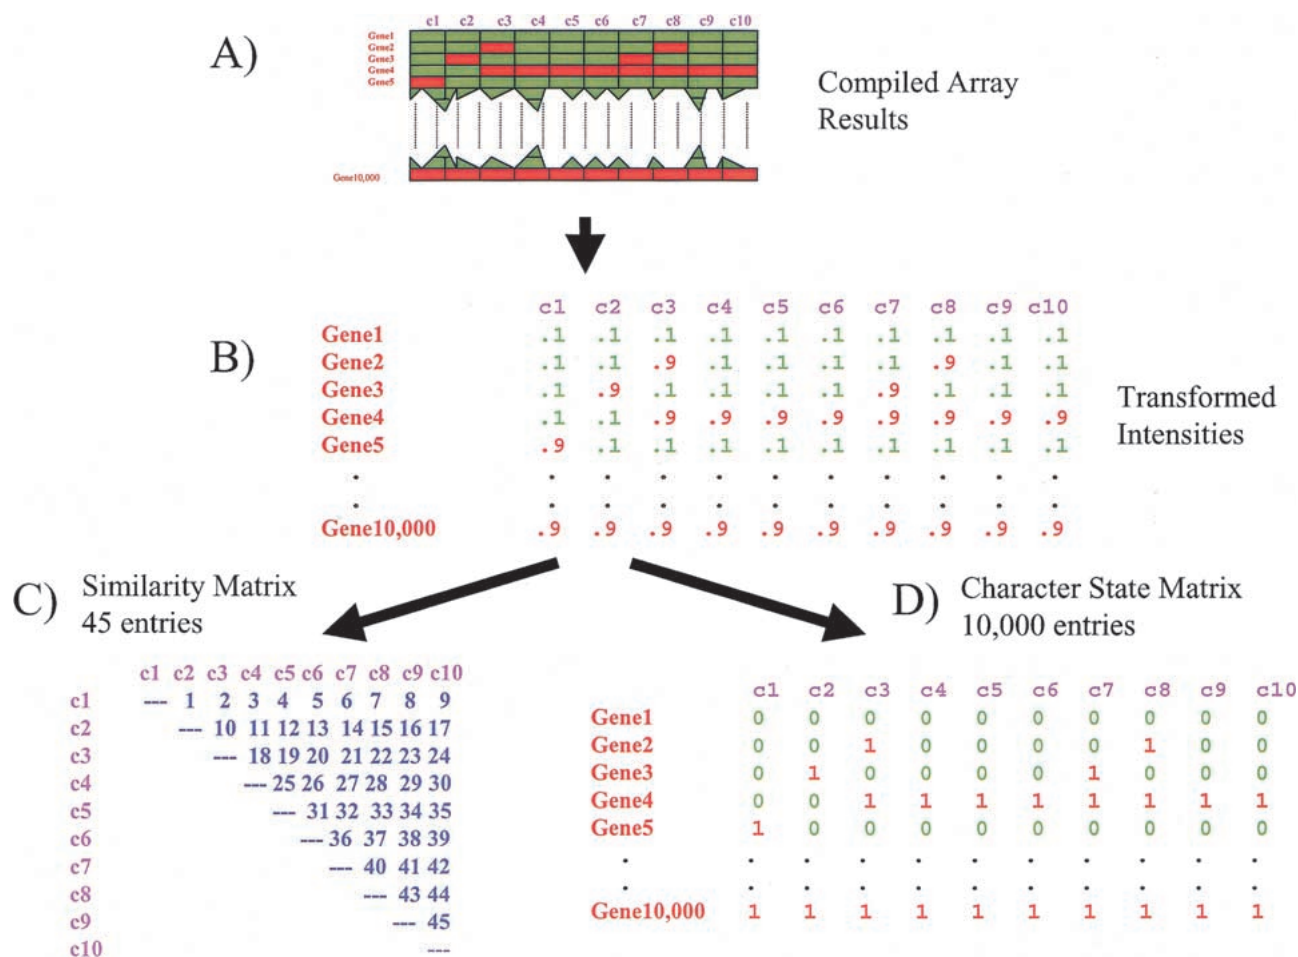 A)
c1 c2 c3 c4 c5 c6 c7 c8 c9 c10
Gene1
Gene2
Gene3
Gene4
Gene5
Gene10,000
Compiled Array
Results
B)
c1 c2 c3 c4 c5 c6 c7 c8 c9 c10
Gene1 .1 .1 .1 .1 .1 .1 .1 .1 .1 .1
Gene2 .1 .1 .9 .1 .1 .1 .1 .9 .1 .1
Gene3 .1 .9 .1 .1 .1 .1 .9 .1 .1 .1
Gene4 .1 .1 .9 .9 .9 .9 .9 .9 .9 .9
Gene5 .9 .1 .1 .1 .1 .1 .1 .1 .1 .1
. . . . . . . . . . .
. . . . . . . . . . .
Gene10,000 .9 .9 .9 .9 .9 .9 .9 .9 .9 .9
Transformed
Intensities
C)
Similarity Matrix
45 entries
c1 c2 c3 c4 c5 c6 c7 c8 c9 c10
c1 --- 1 2 3 4 5 6 7 8 9
c2 --- 10 11 12 13 14 15 16 17
c3 --- 18 19 20 21 22 23 24
c4 --- 25 26 27 28 29 30
c5 --- 31 32 33 34 35
c6 --- 36 37 38 39
c7 --- 40 41 42
c8 --- 43 44
c9 --- 45
c10 ---
D)
Character State Matrix
10,000 entries
c1 c2 c3 c4 c5 c6 c7 c8 c9 c10
Gene1 0 0 0 0 0 0 0 0 0 0
Gene2 0 0 1 0 0 0 0 1 0 0
Gene3 0 1 0 0 0 0 1 0 0 0
Gene4 0 0 1 1 1 1 1 1 1 1
Gene5 1 0 0 0 0 0 0 0 0 0
. . . . . . . . . . .
. . . . . . . . . . .
Gene10,000 1 1 1 1 1 1 1 1 1 1